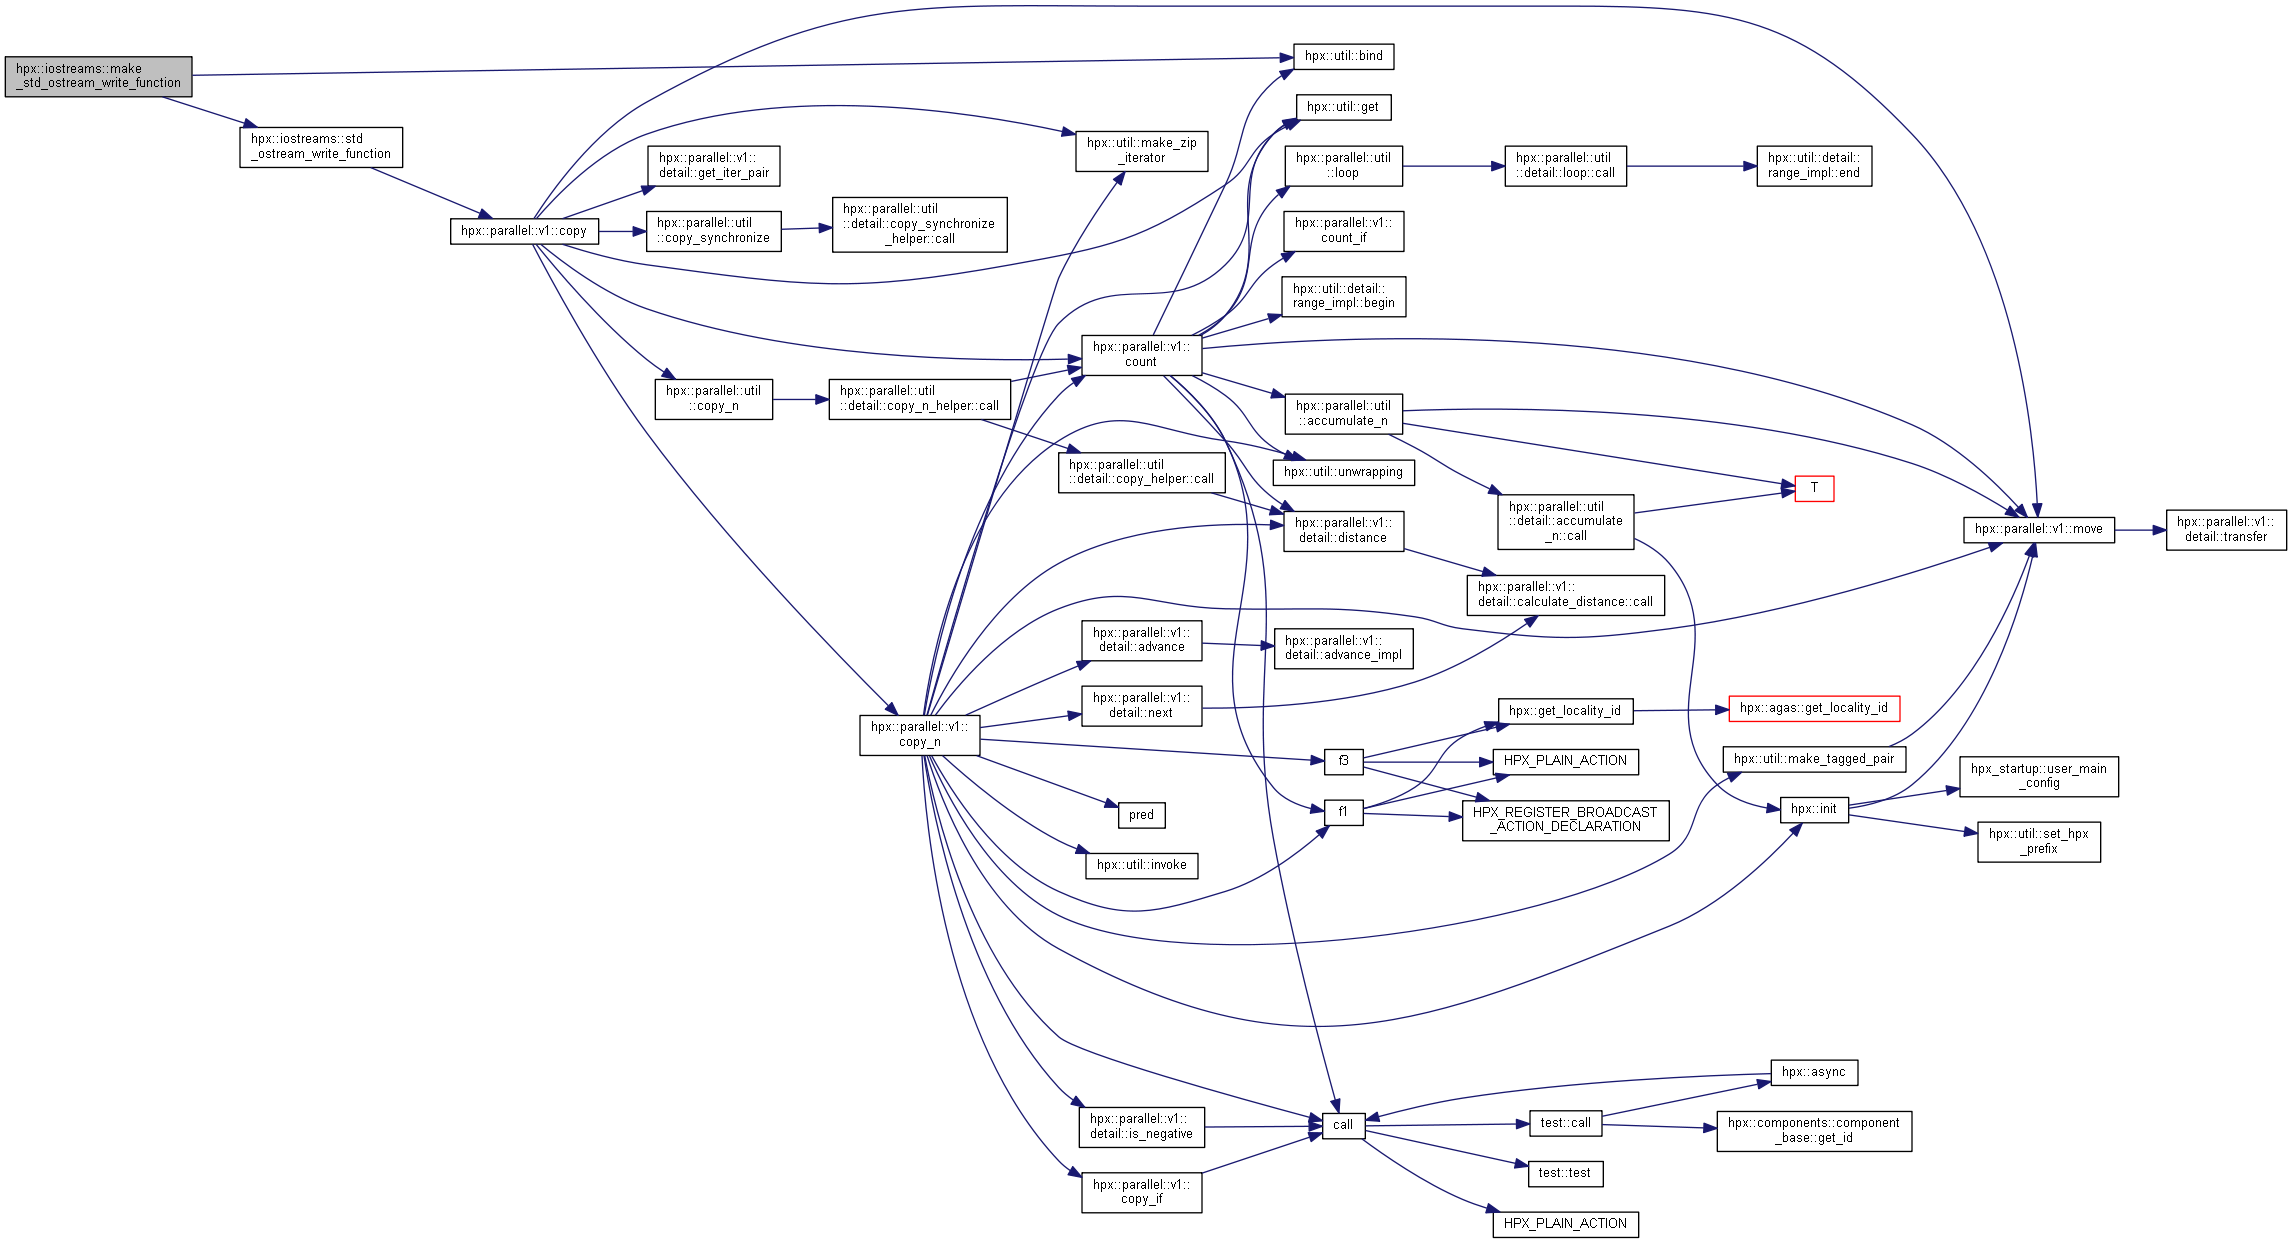 hpx::iostreams::make
_std_ostream_write_function
hpx::iostreams::std
_ostream_write_function
hpx::parallel::v1::copy
hpx::parallel::v1::
detail::get_iter_pair
hpx::parallel::util
::copy_synchronize
hpx::parallel::util
::detail::copy_synchronize
_helper::call
hpx::parallel::util
::copy_n
hpx::parallel::util
::detail::copy_n_helper::call
hpx::parallel::v1::
copy_n
hpx::util::make_zip
_iterator
hpx::parallel::v1::
count
hpx::parallel::util
::detail::copy_helper::call
hpx::parallel::v1::
detail::advance
hpx::parallel::v1::
detail::next
pred
hpx::util::invoke
hpx::parallel::v1::
detail::is_negative
hpx::parallel::v1::
copy_if
hpx::util::bind
hpx::util::get
hpx::parallel::util
::loop
hpx::parallel::v1::
count_if
hpx::util::detail::
range_impl::begin
hpx::parallel::util
::accumulate_n
hpx::util::unwrapping
hpx::parallel::v1::
detail::distance
hpx::parallel::v1::
detail::advance_impl
f3
f1
call
hpx::parallel::util
::detail::loop::call
hpx::parallel::util
::detail::accumulate
_n::call
hpx::parallel::v1::
detail::calculate_distance::call
hpx::get_locality_id
HPX_PLAIN_ACTION
HPX_REGISTER_BROADCAST
_ACTION_DECLARATION
test::call
test::test
HPX_PLAIN_ACTION
hpx::util::detail::
range_impl::end
T
hpx::agas::get_locality_id
hpx::util::make_tagged_pair
hpx::init
hpx::async
hpx::components::component
_base::get_id
hpx::parallel::v1::move
hpx_startup::user_main
_config
hpx::util::set_hpx
_prefix
hpx::parallel::v1::
detail::transfer